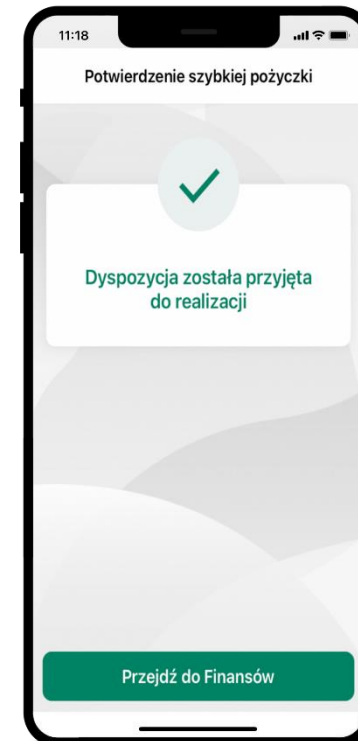 11:18
Potwierdzenie szybkiej pożyczki
Dyspozycja została przyjęta
do realizacji
Przejdź do Finansów